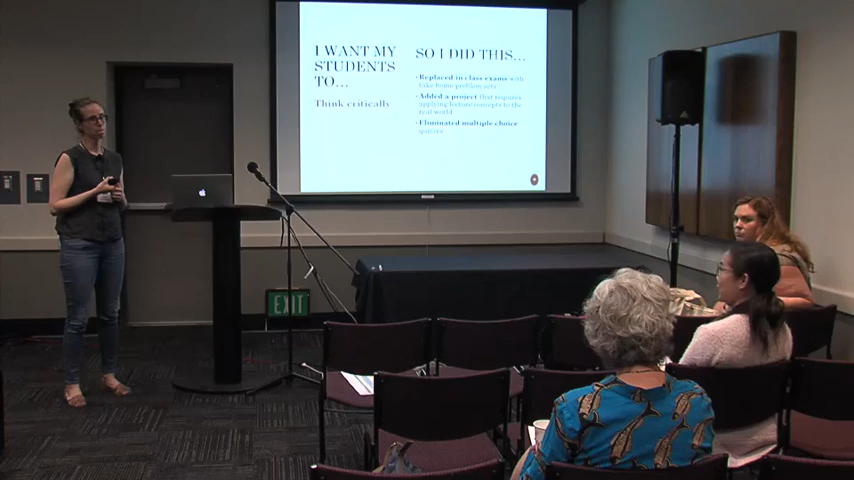 I WANT MY
STUDENTS
TO...
Think critically
SO I DID THIS...
• Replaced in class exams with
take home problem sets
• Added a project that requires
applying lecture concepts to the
real world
• Eliminated multiple choice
quizzes
EXIT